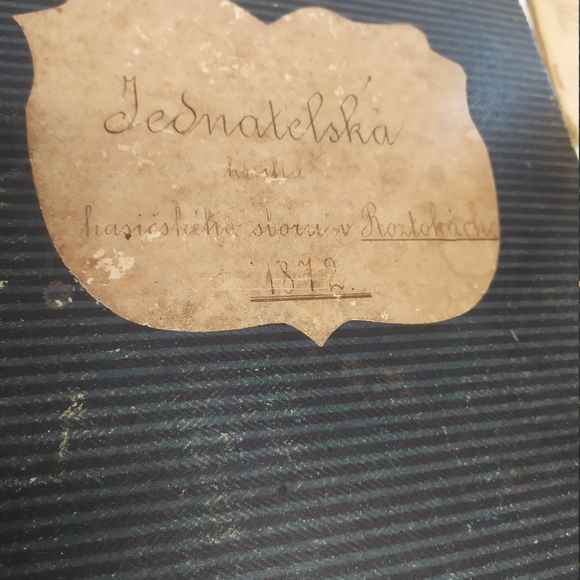 Jednatelská
kniha
hasičského sboru v Roztokách
1872.